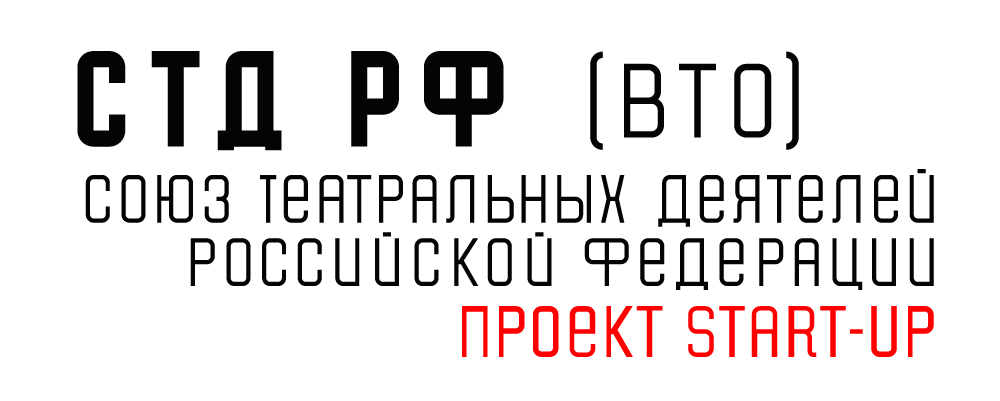 СТД РФ (ВТО)
СОЮЗ ТЕАТРАЛЬНЫХ ДЕЯТЕЛЕЙ
РОССИЙСКОЙ ФЕДЕРАЦИИ
ПРОЕКТ START-UP